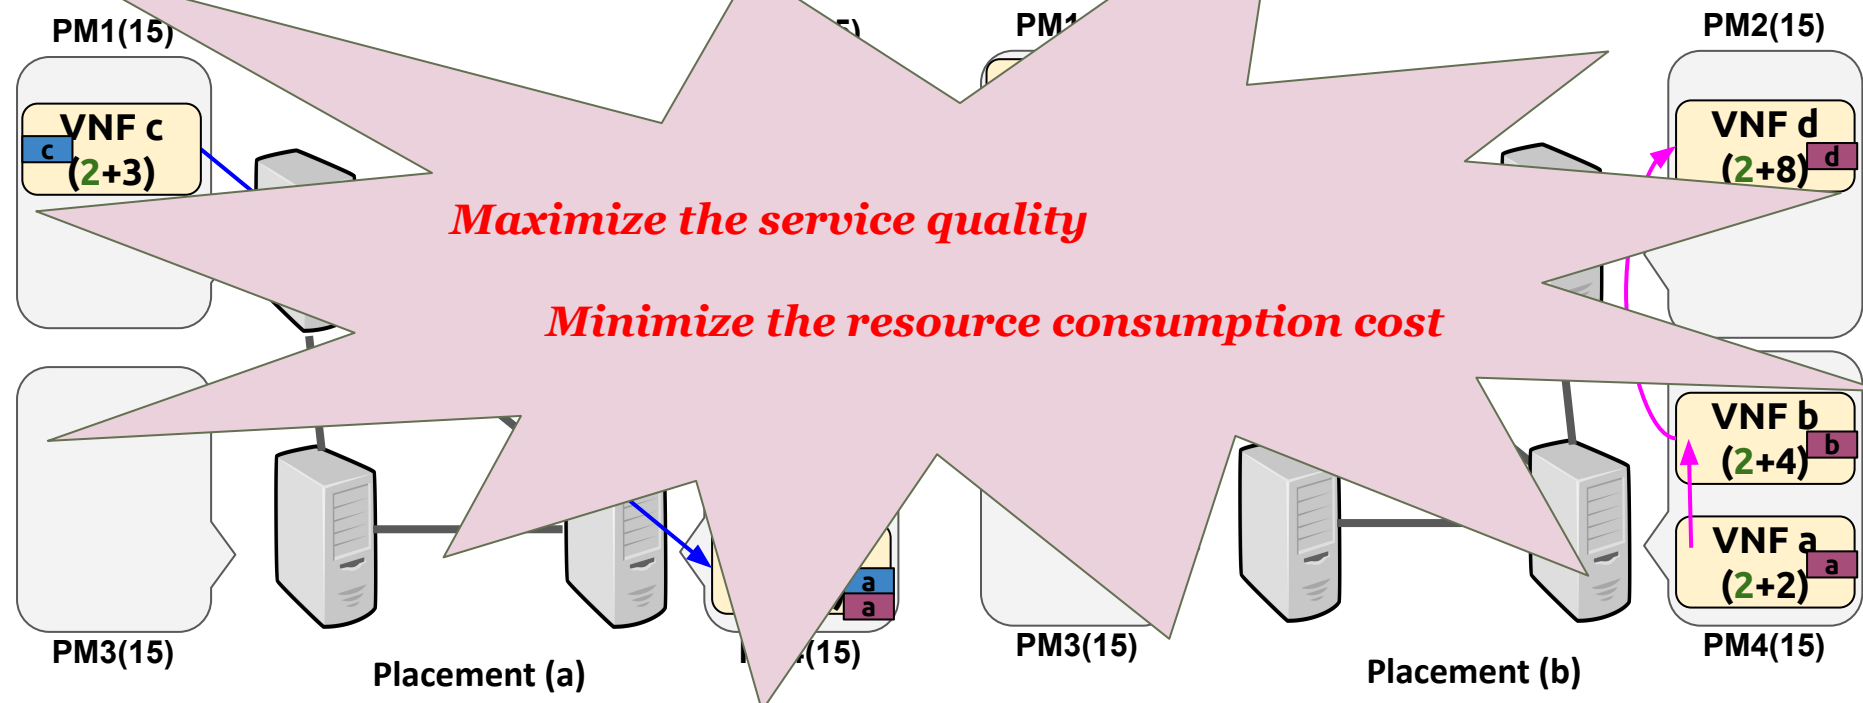 PM1(15)
PM1
PM2(15)
VNF c
c
(2+3)
VNF d
d
(2+8)
Maximize the service quality
Minimize the resource consumption cost
VNF b
b
(2+4)
VNF a
a
(2+2)
a
a
PM3(15)
(15)
PM3(15)
PM4(15)
Placement (a)
Placement (b)